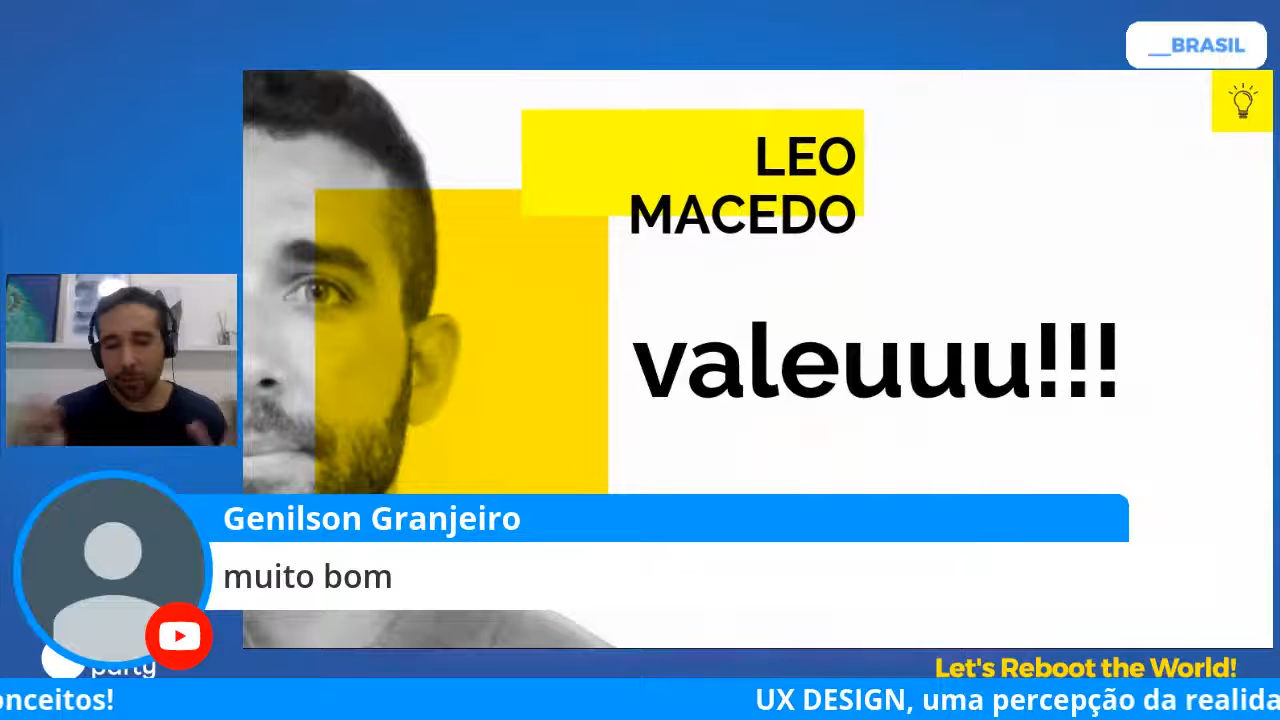 __BRASIL
LEO
MACEDO
valeuuu!!!
Genilson Granjeiro
muito bom
party
Let's Reboot the World!
onceitos!
UX DESIGN, uma percepção da realida